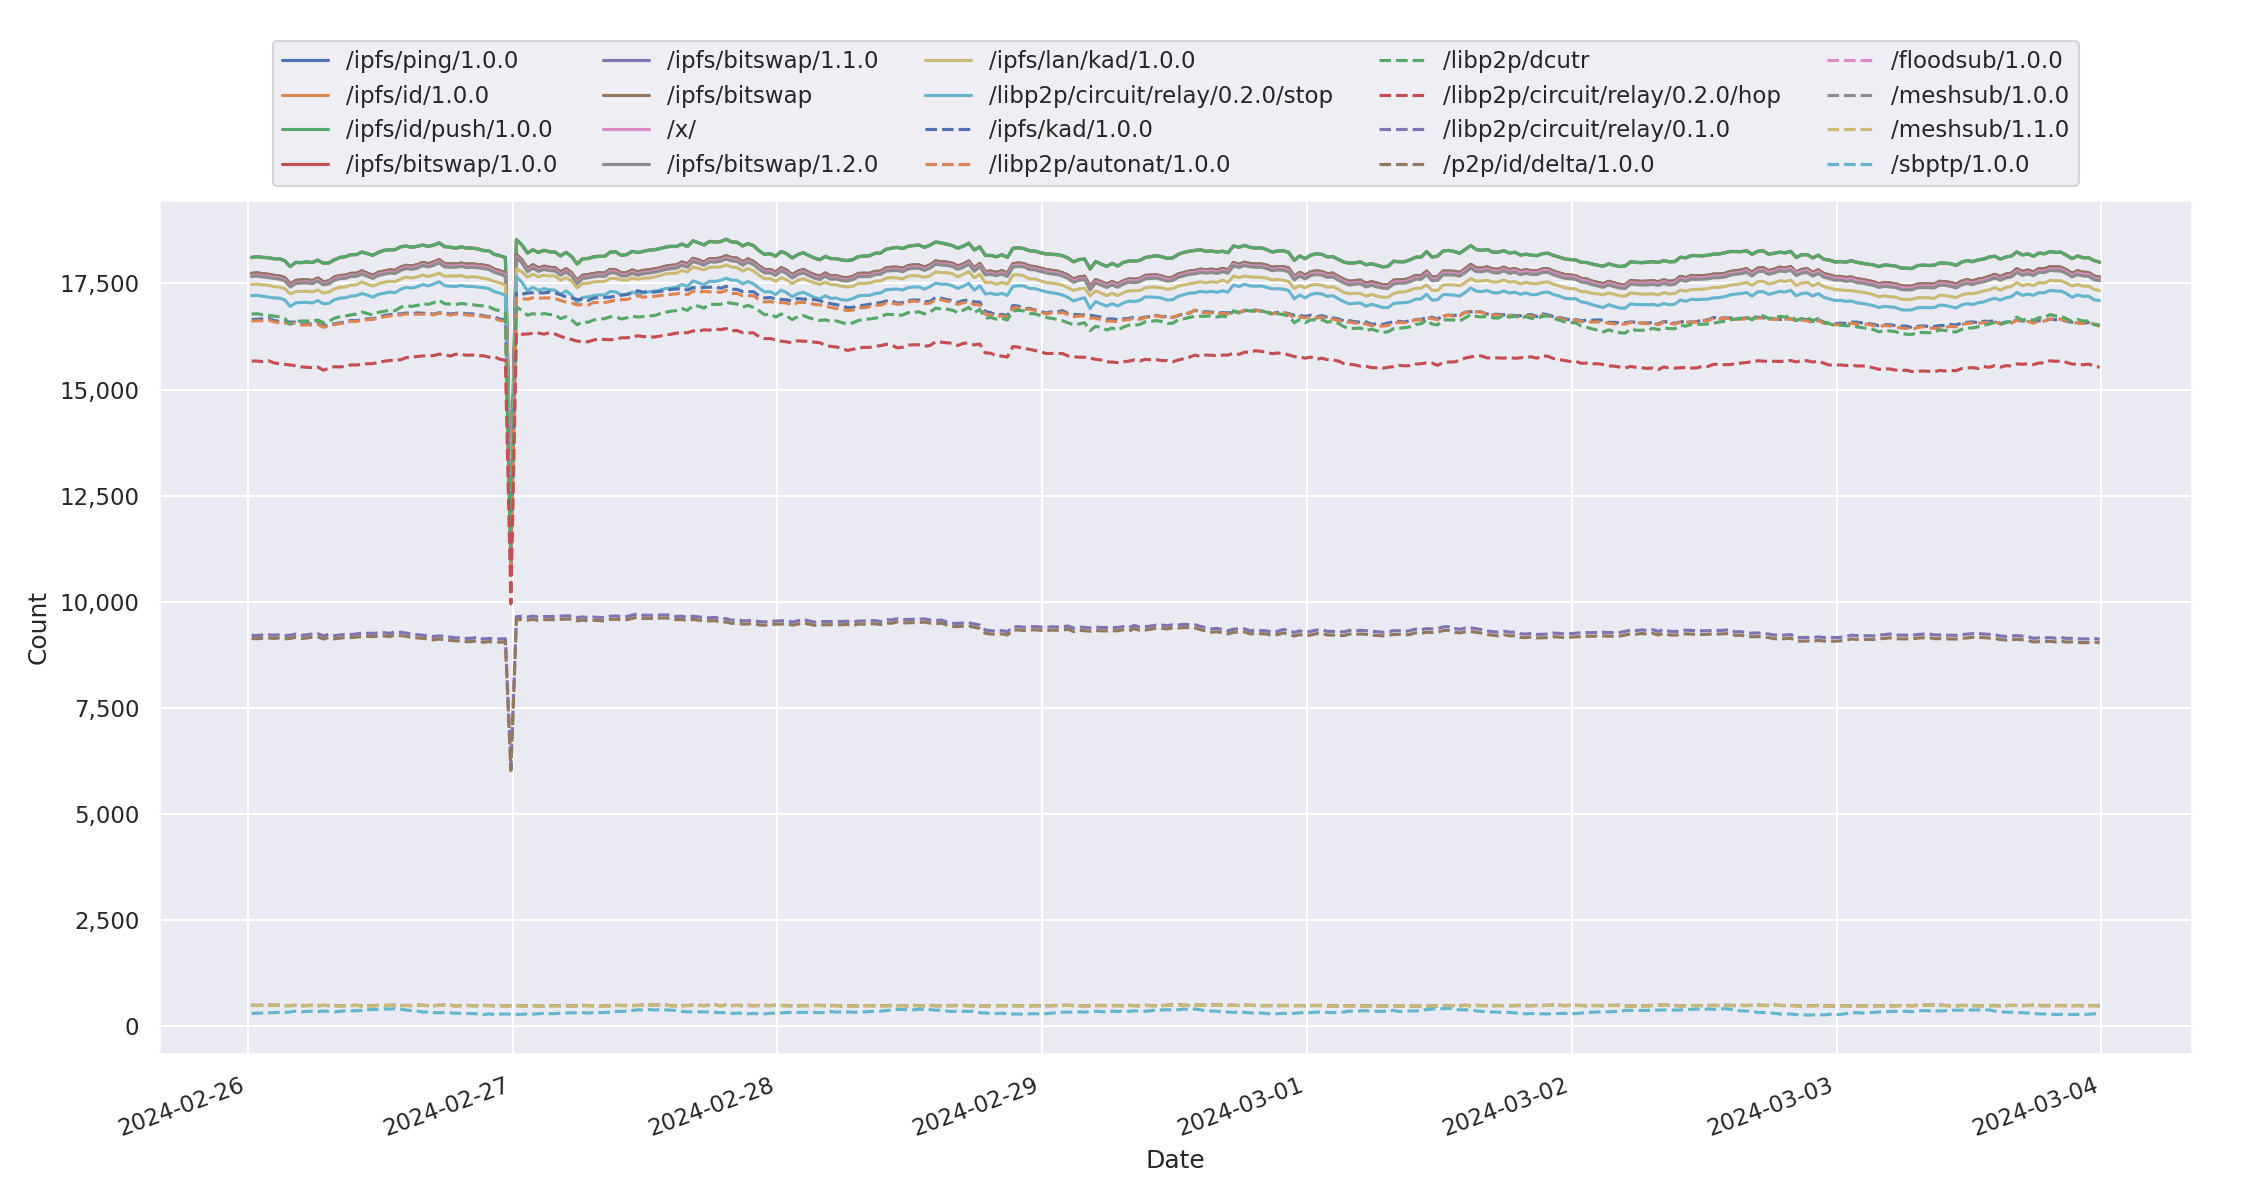 /ipfs/ping/1.0.0
/ipfs/id/1.0.0
/ipfs/id/push/1.0.0
/ipfs/bitswap/1.0.0
/ipfs/bitswap/1.1.0
/ipfs/bitswap
/x/
/ipfs/bitswap/1.2.0
/ipfs/lan/kad/1.0.0
/libp2p/circuit/relay/0.2.0/stop
/ipfs/kad/1.0.0
/libp2p/autonat/1.0.0
/libp2p/dcutr
/libp2p/circuit/relay/0.2.0/hop
/libp2p/circuit/relay/0.1.0
/p2p/id/delta/1.0.0
/floodsub/1.0.0
/meshsub/1.0.0
/meshsub/1.1.0
/sbptp/1.0.0
17,500
15,000
12,500
10,000
7,500
5,000
2,500
0
Count
2024-02-26
2024-02-27
2024-02-28
2024-02-29
2024-03-01
2024-03-02
2024-03-03
2024-03-04
Date